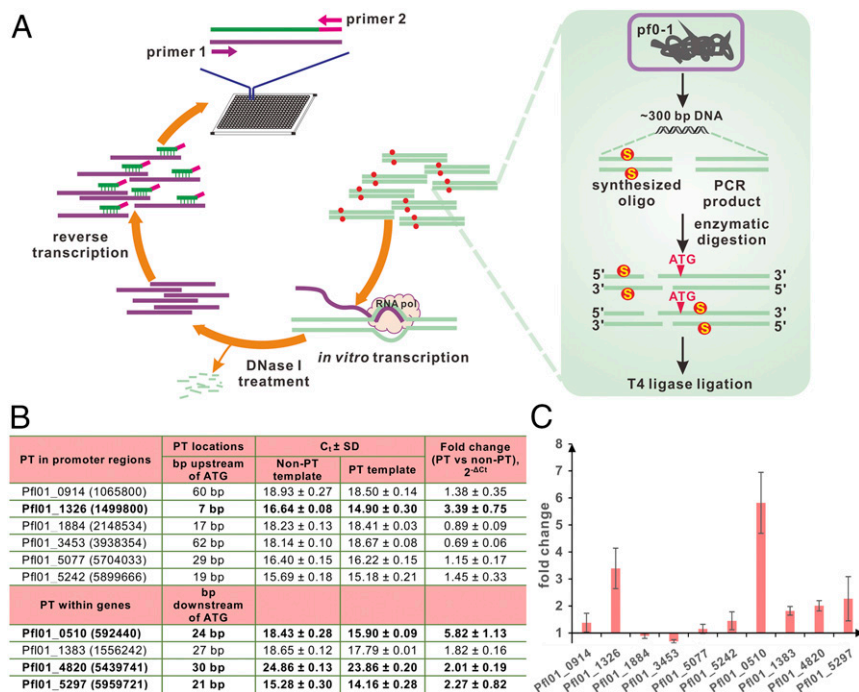 A
primer 2
primer 1
pf0-1
~300 bp DNA
S
S
synthesized oligo
PCR product
enzymatic digestion
ATG
5' S 3'
3' S 5'
ATG
5' S 3'
3' S 5'
T4 ligase ligation
reverse transcription
RNA pol
in vitro transcription
DNase I treatment
B
PT in promoter regions PT locations Ct ± SD Fold change (PT vs non-PT), 2-ΔCt
bp upstream of ATG Non-PT template PT template
Pfl01_0914 (1065800) 60 bp 18.93 ± 0.27 18.50 ± 0.14 1.38 ± 0.35
Pfl01_1326 (1499800) 7 bp 16.64 ± 0.08 14.90 ± 0.30 3.39 ± 0.75
Pfl01_1884 (2148534) 17 bp 18.23 ± 0.13 18.41 ± 0.03 0.89 ± 0.09
Pfl01_3453 (3938354) 62 bp 18.14 ± 0.10 18.67 ± 0.08 0.69 ± 0.06
Pfl01_5077 (5704033) 29 bp 16.40 ± 0.15 16.22 ± 0.15 1.15 ± 0.17
Pfl01_5242 (5899666) 19 bp 15.69 ± 0.18 15.18 ± 0.21 1.45 ± 0.33
PT within genes bp downstream of ATG
Pfl01_0510 (592440) 24 bp 18.43 ± 0.28 15.90 ± 0.09 5.82 ± 1.13
Pfl01_1383 (1556242) 27 bp 18.65 ± 0.12 17.79 ± 0.01 1.82 ± 0.16
Pfl01_4820 (5439741) 30 bp 24.86 ± 0.13 23.86 ± 0.20 2.01 ± 0.19
Pfl01_5297 (5959721) 21 bp 15.28 ± 0.30 14.16 ± 0.28 2.27 ± 0.82
C
fold change
8
7
6
5
4
3
2
1
Pfl01_0914
Pfl01_1326
Pfl01_1884
Pfl01_3453
Pfl01_5077
Pfl01_5242
Pfl01_0510
Pfl01_1383
Pfl01_4820
Pfl01_5297